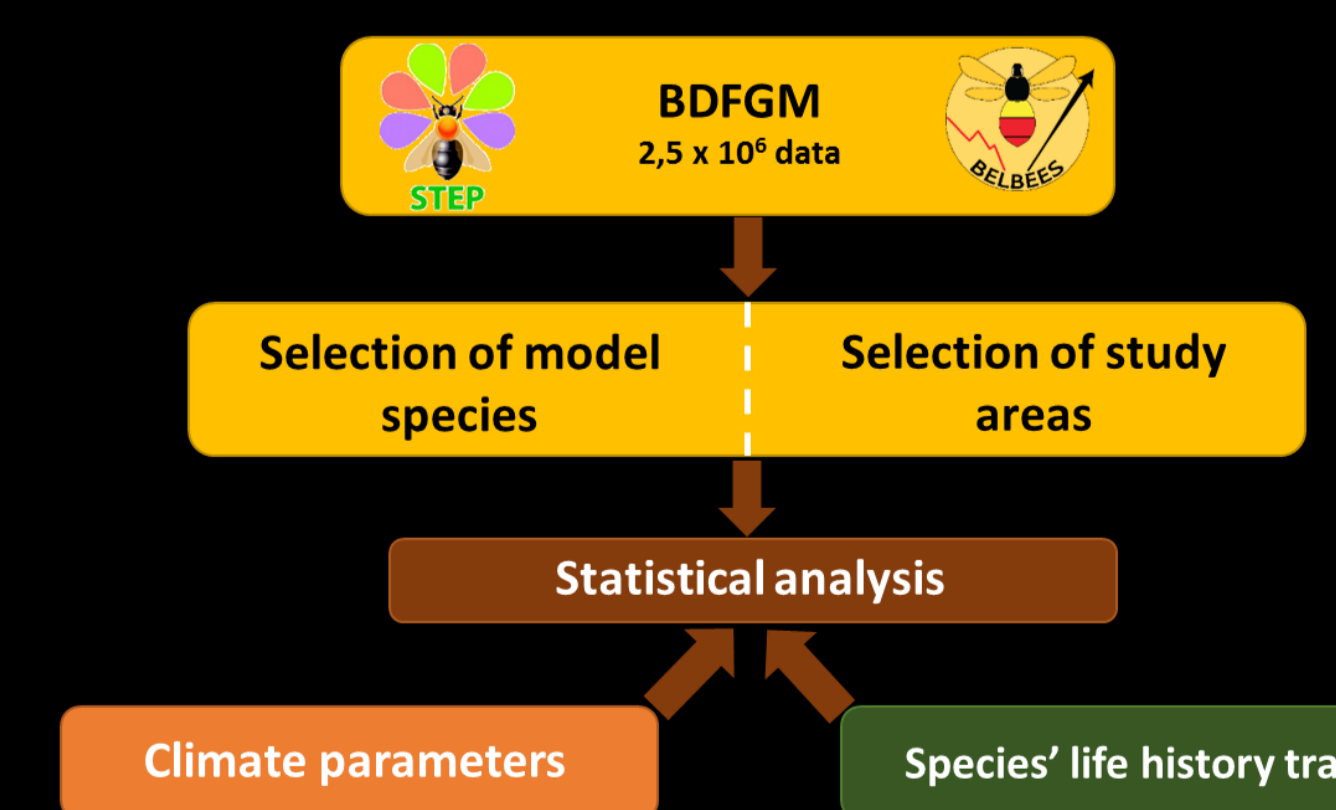 BDFGM
2,5 x 10⁶ data
STEP
BELBEES
Selection of model
species
Selection of study
areas
Statistical analysis
Climate parameters
Species’ life history tra